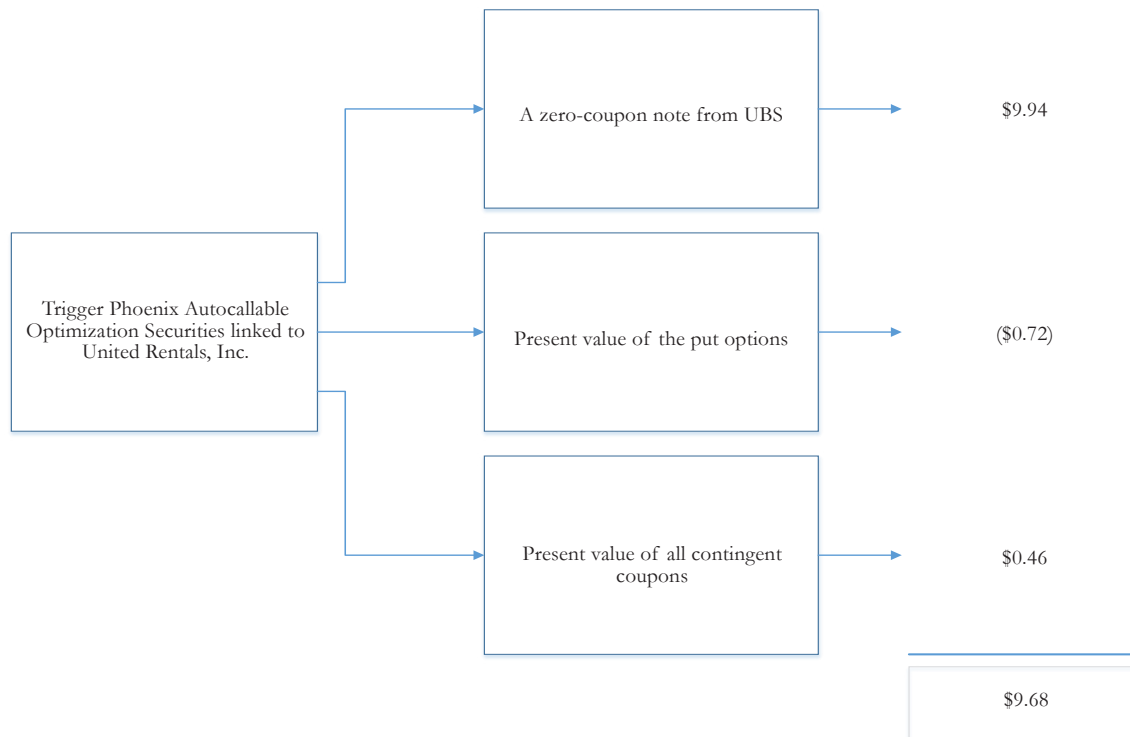 A zero-coupon note from UBS
$9.94
Trigger Phoenix Autocallable
Optimization Securities linked to
United Rentals, Inc.
Present value of the put options
($0.72)
Present value of all contingent
coupons
$0.46
$9.68